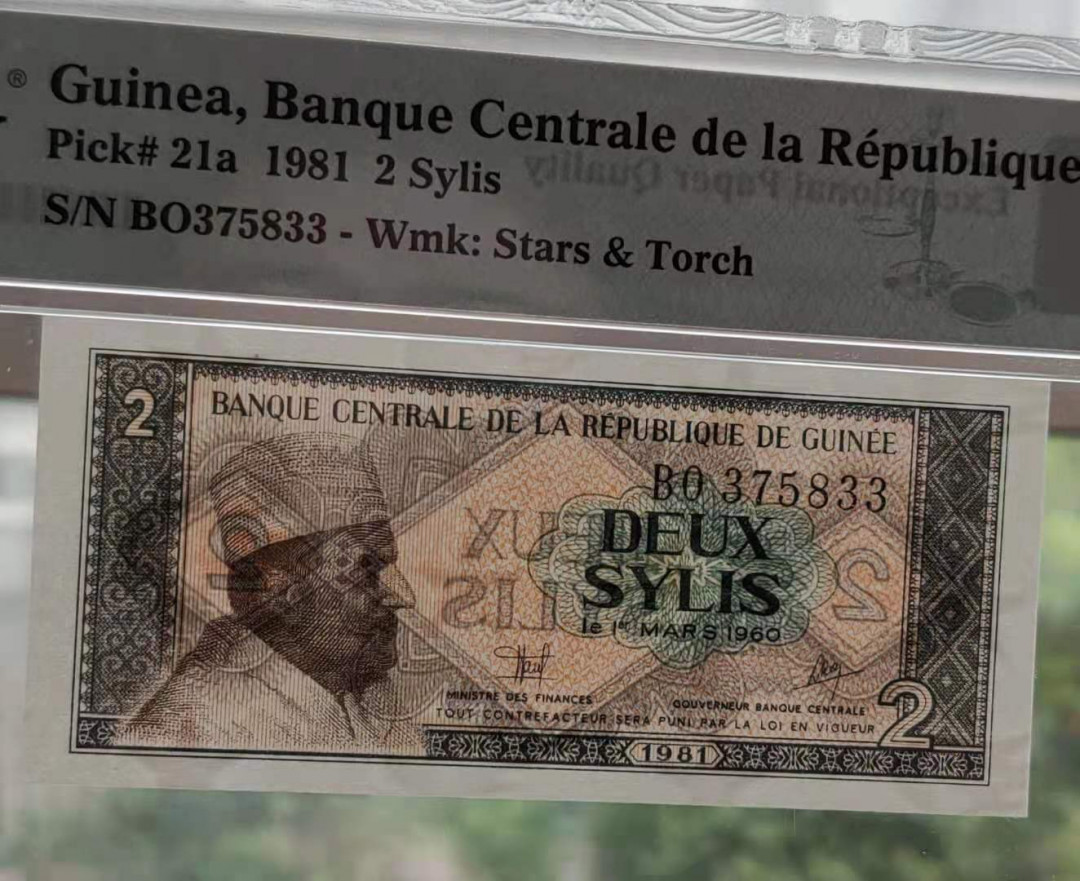 ®
Guinea, Banque Centrale de la République
Pick# 21a 1981 2 Sylis
Exceptional Paper Quality
S/N BO375833 - Wmk: Stars & Torch
2
BANQUE CENTRALE DE LA RÉPUBLIQUE DE GUINÉE
BO 375833
DEUX
SYLIS
2
le 1er MARS 1960
MINISTRE DES FINANCES
GOUVERNEUR BANQUE CENTRALE
TOUT CONTREFACTEUR SERA PUNI PAR LA LOI EN VIGUEUR
2
1981